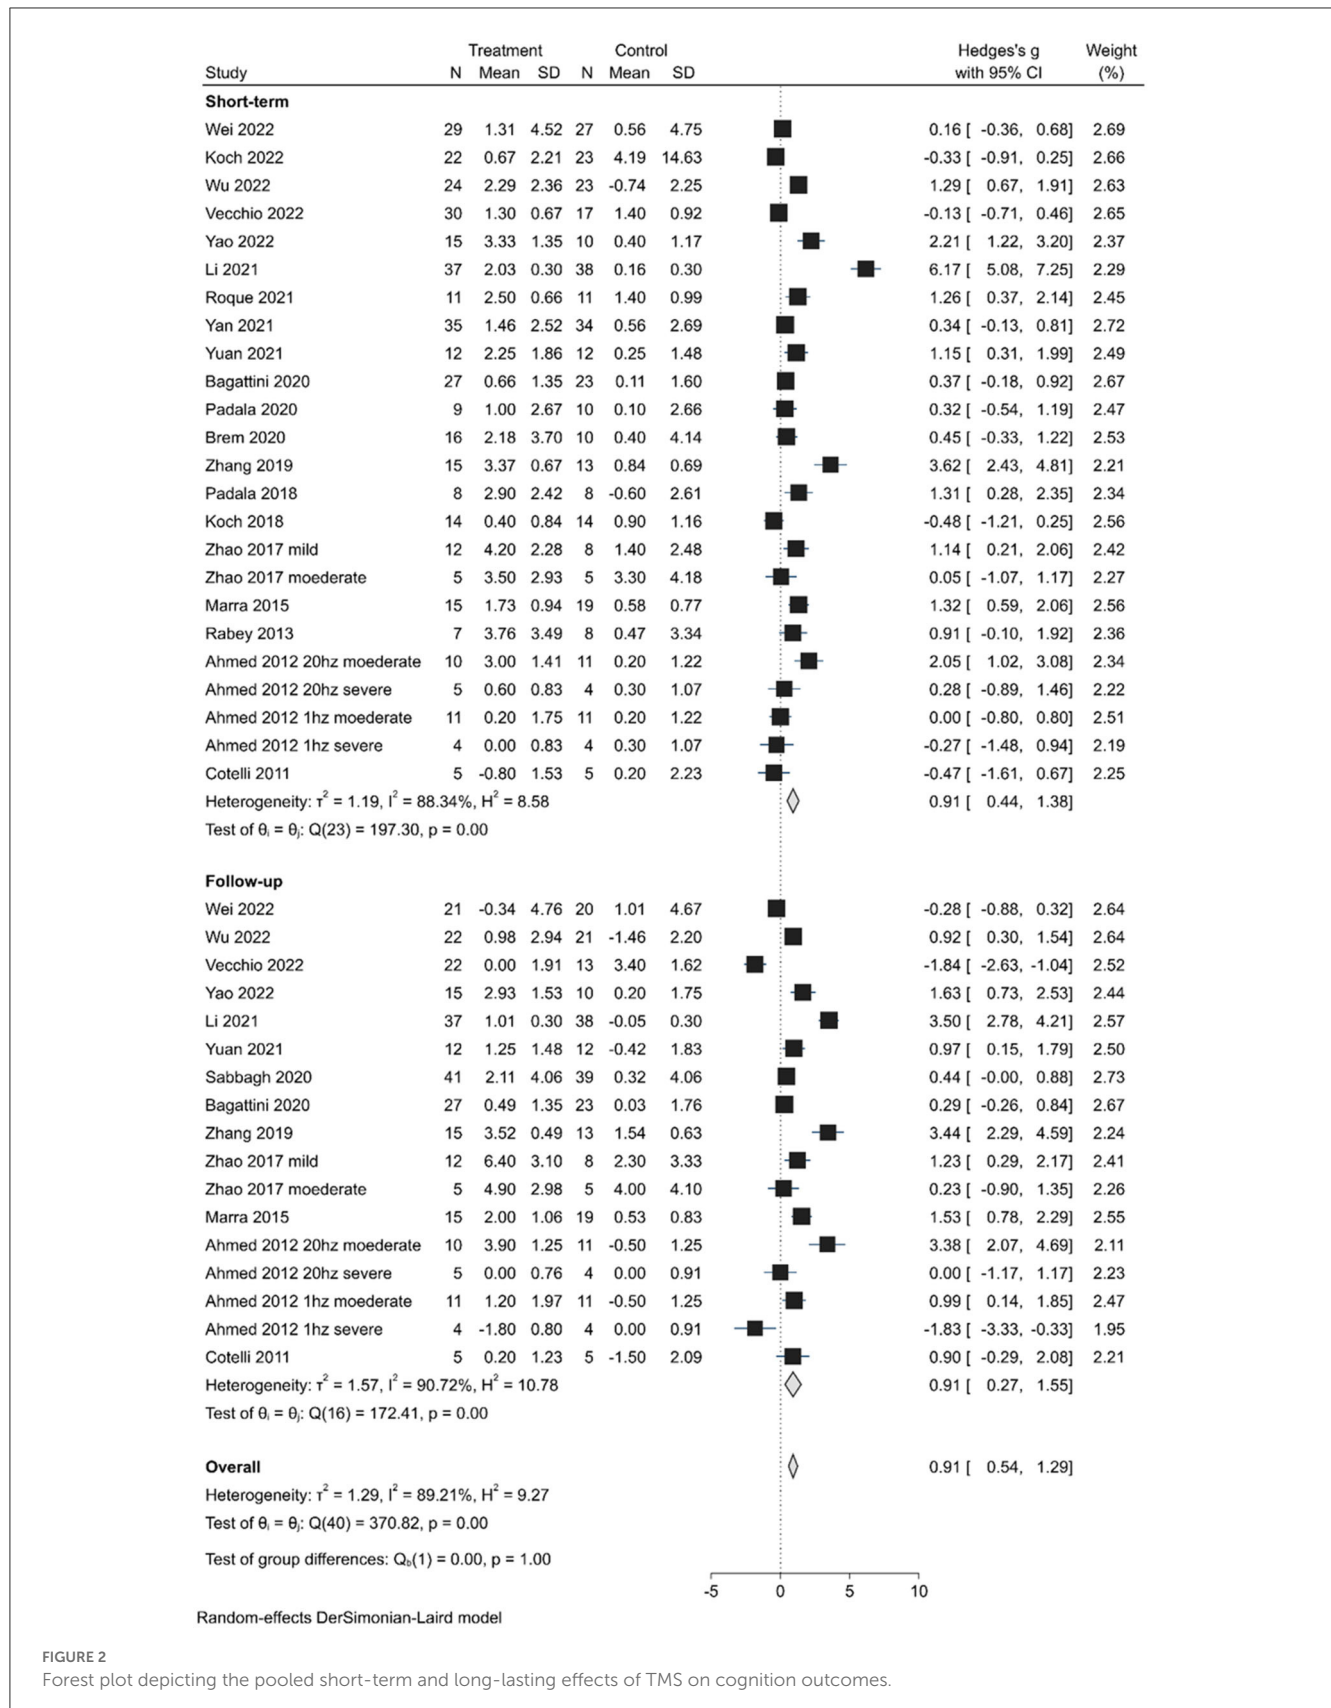 Treatment Control Hedges's g Weight
Study N Mean SD N Mean SD with 95% CI (%)
Short-term
Wei 2022 29 1.31 4.52 27 0.56 4.75 0.16 [ -0.36, 0.68] 2.69
Koch 2022 22 0.67 2.21 23 4.19 14.63 -0.33 [ -0.91, 0.25] 2.66
Wu 2022 24 2.29 2.36 23 -0.74 2.25 1.29 [ 0.67, 1.91] 2.63
Vecchio 2022 30 1.30 0.67 17 1.40 0.92 -0.13 [ -0.71, 0.46] 2.65
Yao 2022 15 3.33 1.35 10 0.40 1.17 2.21 [ 1.22, 3.20] 2.37
Li 2021 37 2.03 0.30 38 0.16 0.30 6.17 [ 5.08, 7.25] 2.29
Roque 2021 11 2.50 0.66 11 1.40 0.99 1.26 [ 0.37, 2.14] 2.45
Yan 2021 35 1.46 2.52 34 0.56 2.69 0.34 [ -0.13, 0.81] 2.72
Yuan 2021 12 2.25 1.86 12 0.25 1.48 1.15 [ 0.31, 1.99] 2.49
Bagattini 2020 27 0.66 1.35 23 0.11 1.60 0.37 [ -0.18, 0.92] 2.67
Padala 2020 9 1.00 2.67 10 0.10 2.66 0.32 [ -0.54, 1.19] 2.47
Brem 2020 16 2.18 3.70 10 0.40 4.14 0.45 [ -0.33, 1.22] 2.53
Zhang 2019 15 3.37 0.67 13 0.84 0.69 3.62 [ 2.43, 4.81] 2.21
Padala 2018 8 2.90 2.42 8 -0.60 2.61 1.31 [ 0.28, 2.35] 2.34
Koch 2018 14 0.40 0.84 14 0.90 1.16 -0.48 [ -1.21, 0.25] 2.56
Zhao 2017 mild 12 4.20 2.28 8 1.40 2.48 1.14 [ 0.21, 2.06] 2.42
Zhao 2017 moederate 5 3.50 2.93 5 3.30 4.18 0.05 [ -1.07, 1.17] 2.27
Marra 2015 15 1.73 0.94 19 0.58 0.77 1.32 [ 0.59, 2.06] 2.56
Rabey 2013 7 3.76 3.49 8 0.47 3.34 0.91 [ -0.10, 1.92] 2.36
Ahmed 2012 20hz moederate 10 3.00 1.41 11 0.20 1.22 2.05 [ 1.02, 3.08] 2.34
Ahmed 2012 20hz severe 5 0.60 0.83 4 0.30 1.07 0.28 [ -0.89, 1.46] 2.22
Ahmed 2012 1hz moederate 11 0.20 1.75 11 0.20 1.22 0.00 [ -0.80, 0.80] 2.51
Ahmed 2012 1hz severe 4 0.00 0.83 4 0.30 1.07 -0.27 [ -1.48, 0.94] 2.19
Cotelli 2011 5 -0.80 1.53 5 0.20 2.23 -0.47 [ -1.61, 0.67] 2.25
Heterogeneity: τ² = 1.19, I² = 88.34%, H² = 8.58 0.91 [ 0.44, 1.38]
Test of θᵢ = θⱼ: Q(23) = 197.30, p = 0.00
Follow-up
Wei 2022 21 -0.34 4.76 20 1.01 4.67 -0.28 [ -0.88, 0.32] 2.64
Wu 2022 22 0.98 2.94 21 -1.46 2.20 0.92 [ 0.30, 1.54] 2.64
Vecchio 2022 22 0.00 1.91 13 3.40 1.62 -1.84 [ -2.63, -1.04] 2.52
Yao 2022 15 2.93 1.53 10 0.20 1.75 1.63 [ 0.73, 2.53] 2.44
Li 2021 37 1.01 0.30 38 -0.05 0.30 3.50 [ 2.78, 4.21] 2.57
Yuan 2021 12 1.25 1.48 12 -0.42 1.83 0.97 [ 0.15, 1.79] 2.50
Sabbagh 2020 41 2.11 4.06 39 0.32 4.06 0.44 [ -0.00, 0.88] 2.73
Bagattini 2020 27 0.49 1.35 23 0.03 1.76 0.29 [ -0.26, 0.84] 2.67
Zhang 2019 15 3.52 0.49 13 1.54 0.63 3.44 [ 2.29, 4.59] 2.24
Zhao 2017 mild 12 6.40 3.10 8 2.30 3.33 1.23 [ 0.29, 2.17] 2.41
Zhao 2017 moederate 5 4.90 2.98 5 4.00 4.10 0.23 [ -0.90, 1.35] 2.26
Marra 2015 15 2.00 1.06 19 0.53 0.83 1.53 [ 0.78, 2.29] 2.55
Ahmed 2012 20hz moederate 10 3.90 1.25 11 -0.50 1.25 3.38 [ 2.07, 4.69] 2.11
Ahmed 2012 20hz severe 5 0.00 0.76 4 0.00 0.91 0.00 [ -1.17, 1.17] 2.23
Ahmed 2012 1hz moederate 11 1.20 1.97 11 -0.50 1.25 0.99 [ 0.14, 1.85] 2.47
Ahmed 2012 1hz severe 4 -1.80 0.80 4 0.00 0.91 -1.83 [ -3.33, -0.33] 1.95
Cotelli 2011 5 0.20 1.23 5 -1.50 2.09 0.90 [ -0.29, 2.08] 2.21
Heterogeneity: τ² = 1.57, I² = 90.72%, H² = 10.78 0.91 [ 0.27, 1.55]
Test of θᵢ = θⱼ: Q(16) = 172.41, p = 0.00
Overall 0.91 [ 0.54, 1.29]
Heterogeneity: τ² = 1.29, I² = 89.21%, H² = 9.27
Test of θᵢ = θⱼ: Q(40) = 370.82, p = 0.00
Test of group differences: Q_b(1) = 0.00, p = 1.00
-5 0 5 10
Random-effects DerSimonian-Laird model
FIGURE 2
Forest plot depicting the pooled short-term and long-lasting effects of TMS on cognition outcomes.